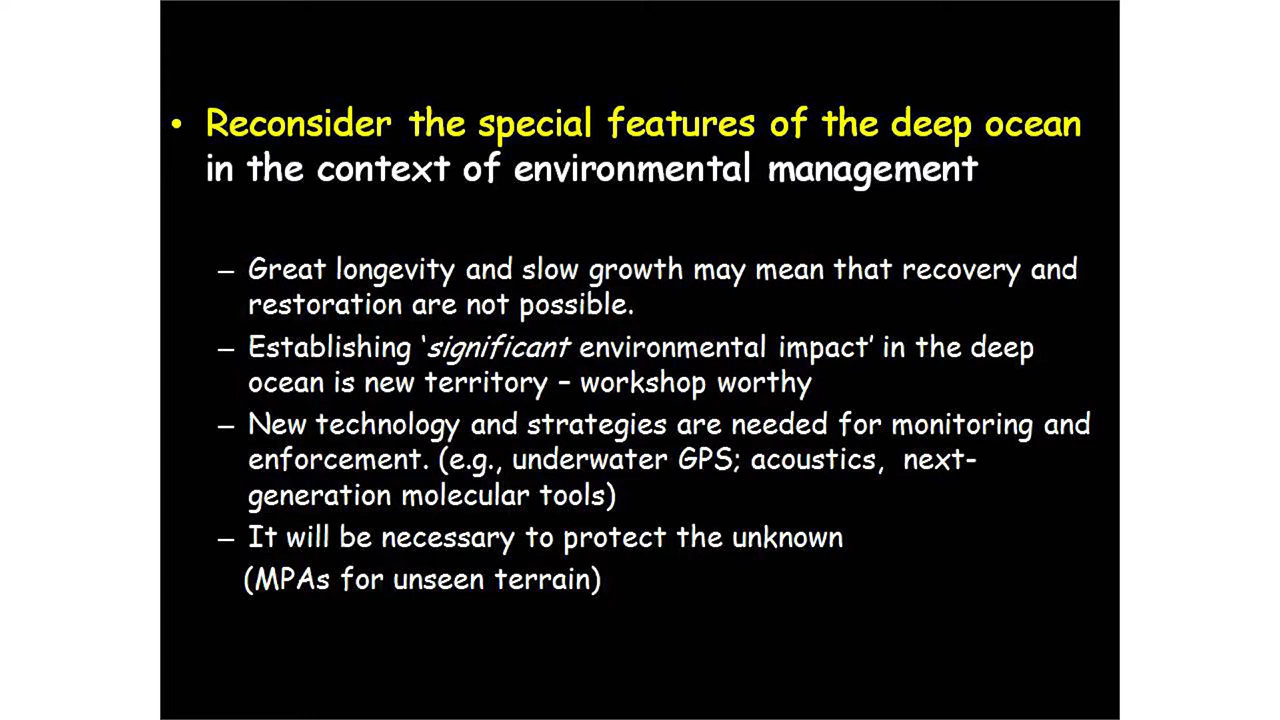 • Reconsider the special features of the deep ocean
in the context of environmental management
– Great longevity and slow growth may mean that recovery and
restoration are not possible.
– Establishing ‘significant environmental impact’ in the deep
ocean is new territory – workshop worthy
– New technology and strategies are needed for monitoring and
enforcement. (e.g., underwater GPS; acoustics, next-
generation molecular tools)
– It will be necessary to protect the unknown
(MPAs for unseen terrain)